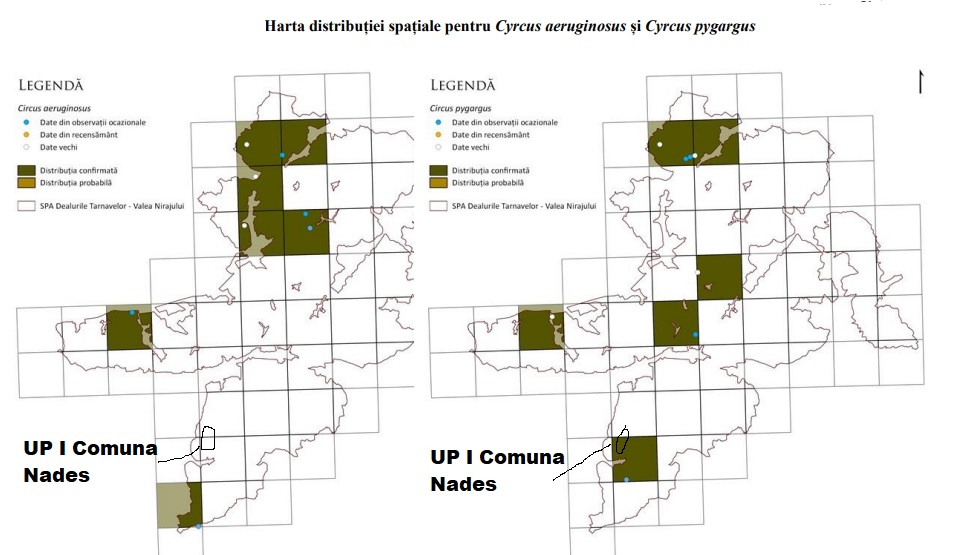 Harta distribuției spațiale pentru Cyrcus aeruginosus și Cyrcus pygargus
LEGENDĂ
Circus aeruginosus
Date din observații ocazionale
Date din recensământ
Date vechi
Distribuția confirmată
Distribuția probabilă
SPA Dealurile Tarnavelor - Valea Nirajului
UP I Comuna
Nades
LEGENDĂ
Circus pygargus
Date din observații ocazionale
Date din recensământ
Date vechi
Distribuția confirmată
Distribuția probabilă
SPA Dealurile Tarnavelor - Valea Nirajului
UP I Comuna
Nades